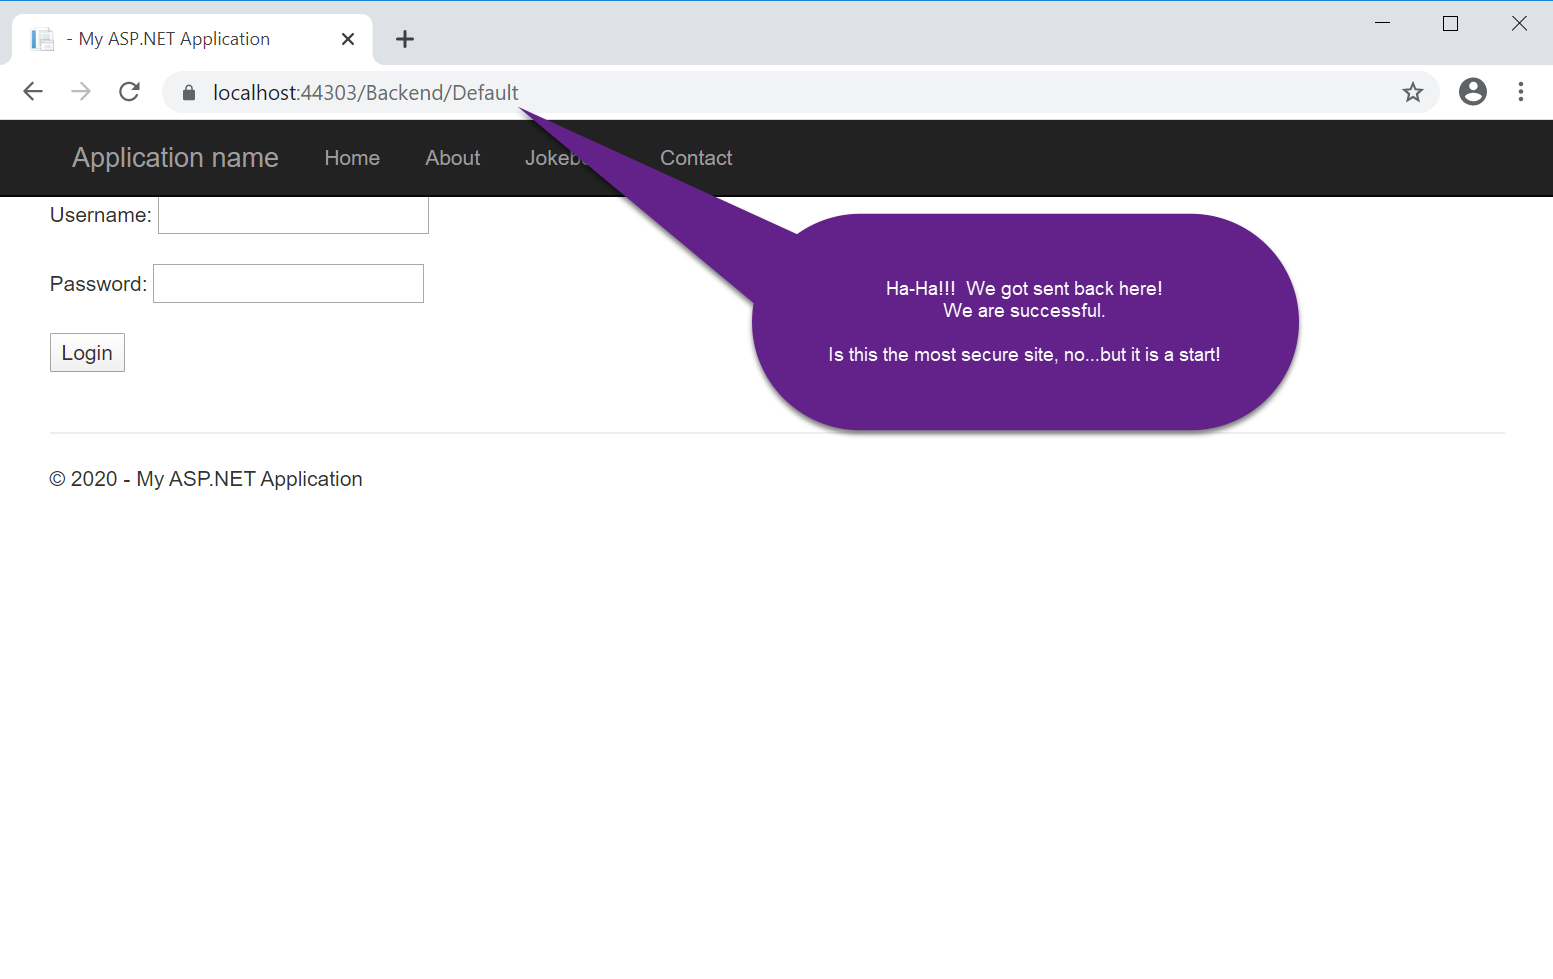 - My ASP.NET Application
localhost:44303/Backend/Default
Application name Home About Contact
Username:
Password:
Login
Ha-Ha!!! We got sent back here!
We are successful.
Is this the most secure site, no...but it is a start!
© 2020 - My ASP.NET Application